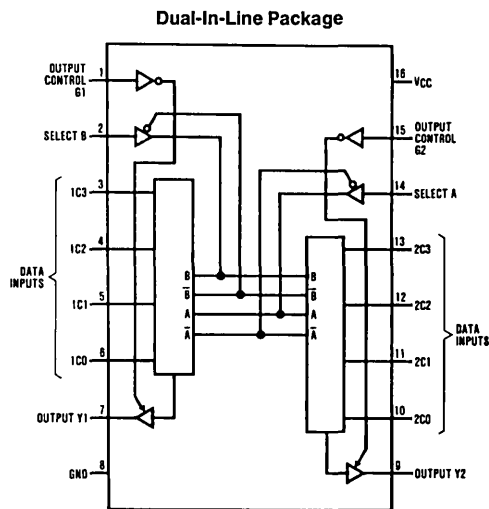 Dual-In-Line Package
OUTPUT
CONTROL
G1
1
SELECT B
2
1C3
3
1C2
4
DATA
INPUTS
1C1
5
1C0
6
OUTPUT Y1
7
GND
8
B
B̅
A
A̅
B
B̅
A
A̅
16
VCC
15
OUTPUT
CONTROL
G2
14
SELECT A
13
2C3
12
2C2
DATA
INPUTS
11
2C1
10
2C0
9
OUTPUT Y2